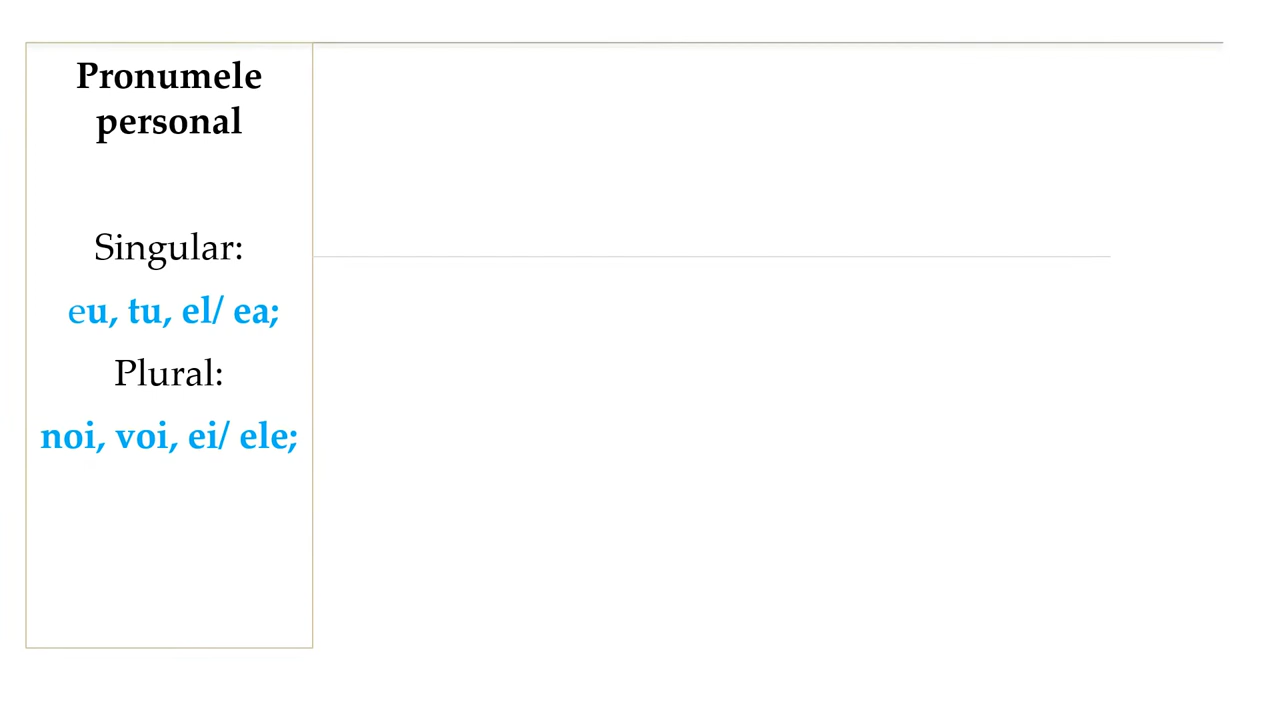 Pronumele
personal
Singular:
eu, tu, el/ ea;
Plural:
noi, voi, ei/ ele;